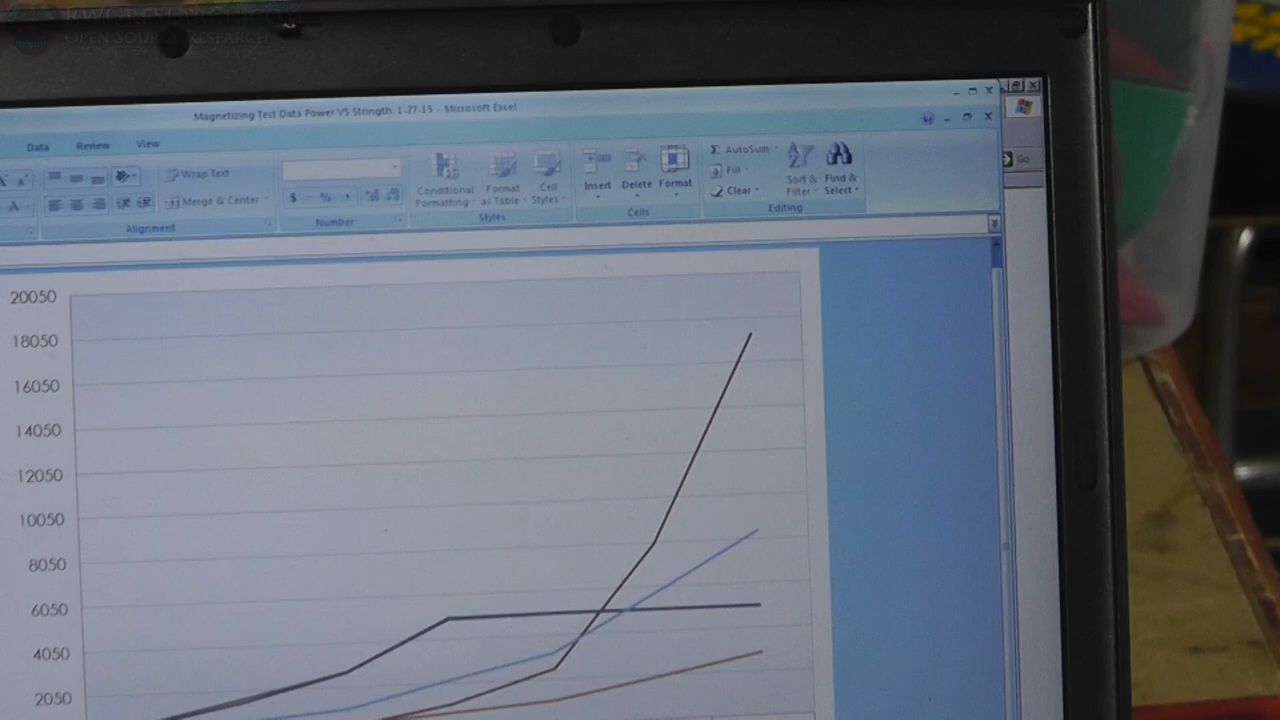 RWGRESEARCH
OPEN SOURCE RESEARCH
Magnetizing Test Data Power VS Stringth. 1-27-15 - Microsoft Excel
Data Review View
Wrap Text
Merge & Center
Alignment
$ % ,
Number
Conditional Formatting
Format as Table
Cell Styles
Styles
Insert Delete Format
Cells
Σ AutoSum
Fill
Clear
Sort & Filter
Find & Select
Editing
Go
20050
18050
16050
14050
12050
10050
8050
6050
4050
2050